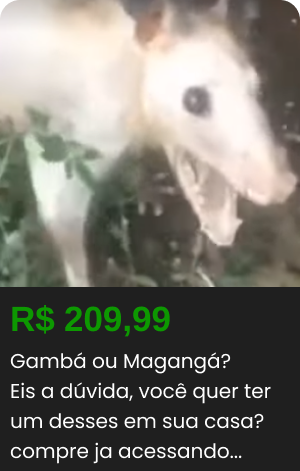 R$ 209,99
Gambá ou Magangá?
Eis a dúvida, você quer ter
um desses em sua casa?
compre ja acessando...